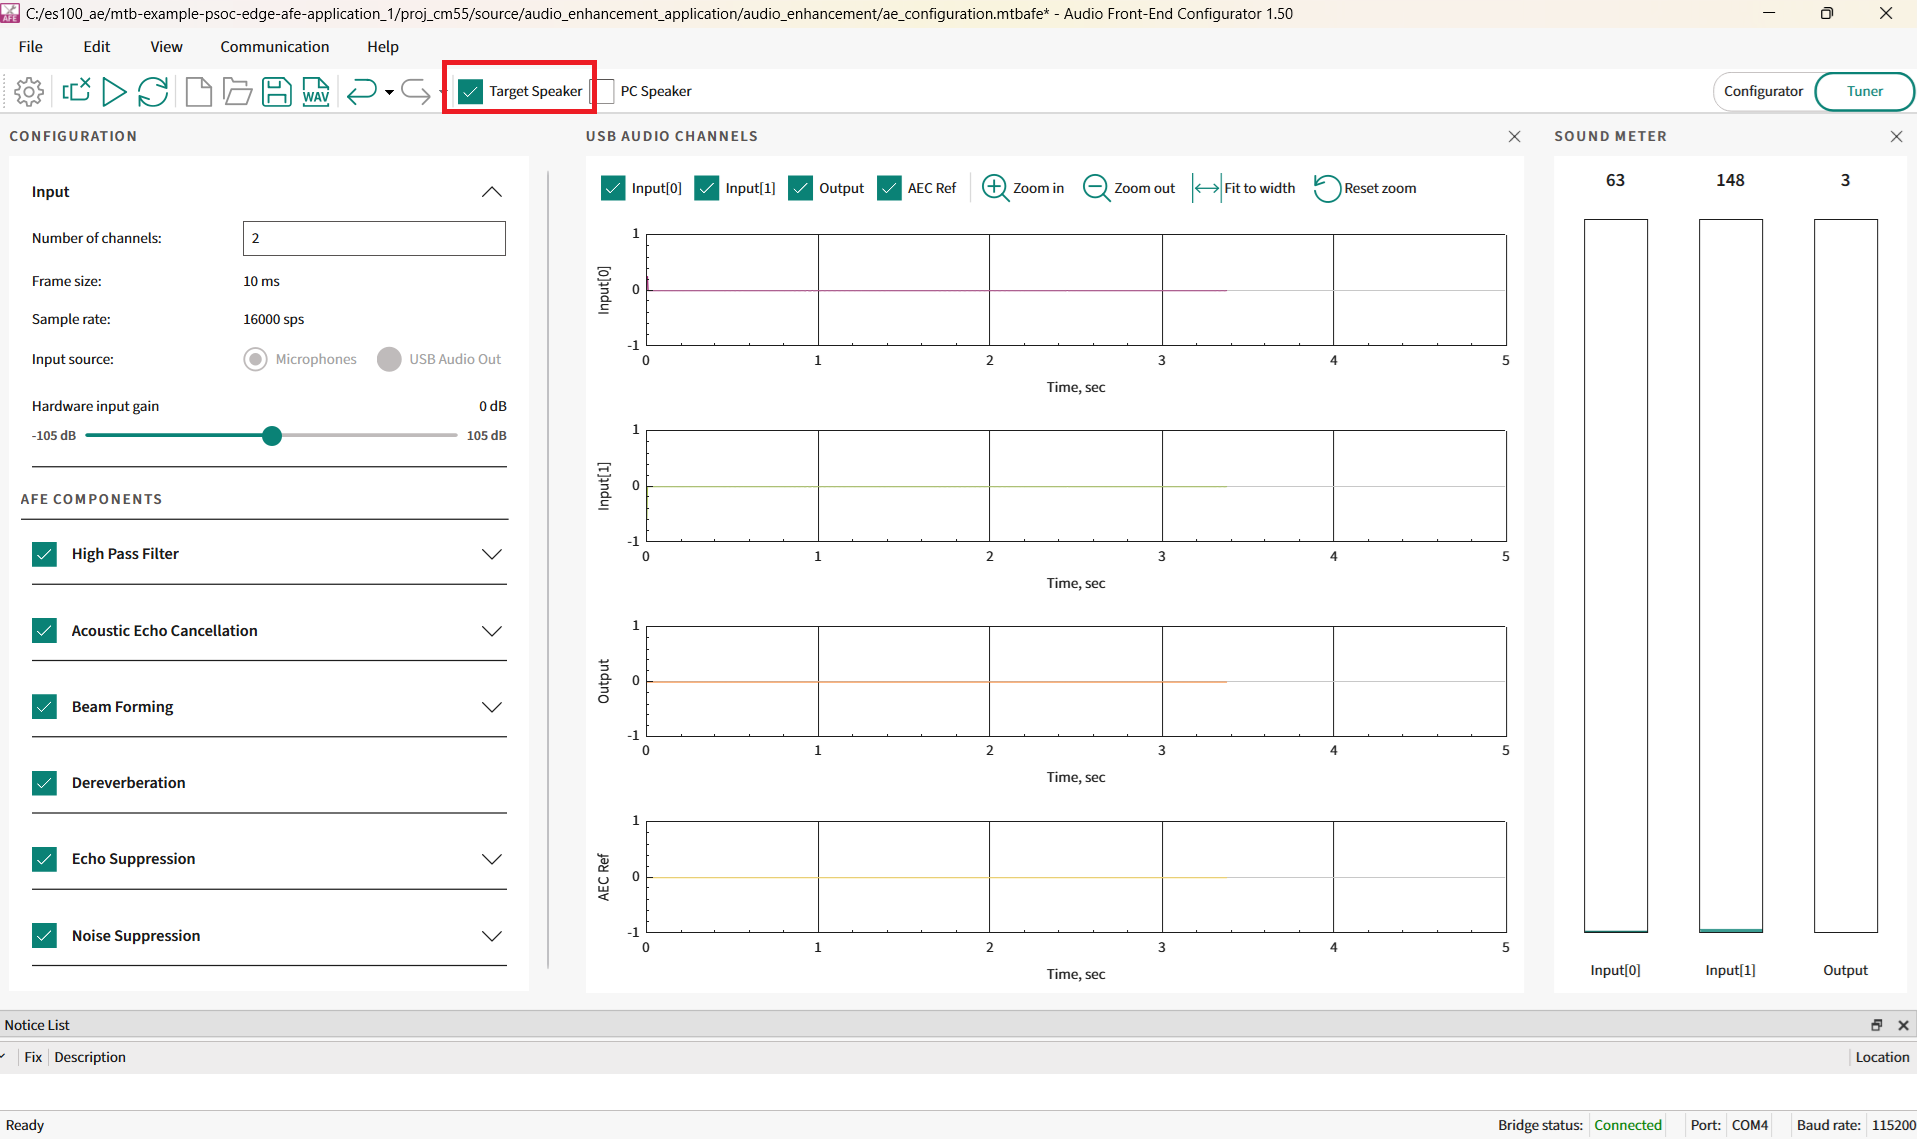 AFE C:/es100_ae/mtb-example-psoc-edge-afe-application_1/proj_cm55/source/audio_enhancement_application/audio_enhancement/ae_configuration.mtbafe* - Audio Front-End Configurator 1.50
File Edit View Communication Help
WAV Target Speaker PC Speaker Configurator Tuner
CONFIGURATION
Input
Number of channels: 2
Frame size: 10 ms
Sample rate: 16000 sps
Input source: Microphones USB Audio Out
Hardware input gain 0 dB
-105 dB 105 dB
AFE COMPONENTS
High Pass Filter
Acoustic Echo Cancellation
Beam Forming
Dereverberation
Echo Suppression
Noise Suppression
USB AUDIO CHANNELS
Input[0] Input[1] Output AEC Ref Zoom in Zoom out Fit to width Reset zoom
1
Input[0]
0
-1
0 1 2 3 4 5
Time, sec
1
Input[1]
0
-1
0 1 2 3 4 5
Time, sec
1
Output
0
-1
0 1 2 3 4 5
Time, sec
1
AEC Ref
0
-1
0 1 2 3 4 5
Time, sec
SOUND METER
63 148 3
Input[0] Input[1] Output
Notice List
Fix Description Location
Ready Bridge status: Connected Port: COM4 Baud rate: 115200